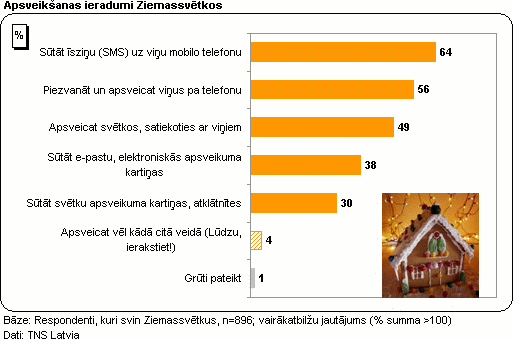 Apsveikšanas ieradumi Ziemassvētkos
%
Sūtāt īsziņu (SMS) uz viņu mobilo telefonu
64
Piezvanāt un apsveicat viņus pa telefonu
56
Apsveicat svētkos, satiekoties ar viņiem
49
Sūtāt e-pastu, elektroniskās apsveikuma
kartiņas
38
Sūtāt svētku apsveikuma kartiņas, atklātnītes
30
Apsveicat vēl kādā citā veidā (Lūdzu,
ierakstiet!)
4
Grūti pateikt
1
Bāze: Respondenti, kuri svin Ziemassvētkus, n=896; vairākatbilžu jautājums (% summa >100)
Dati: TNS Latvia